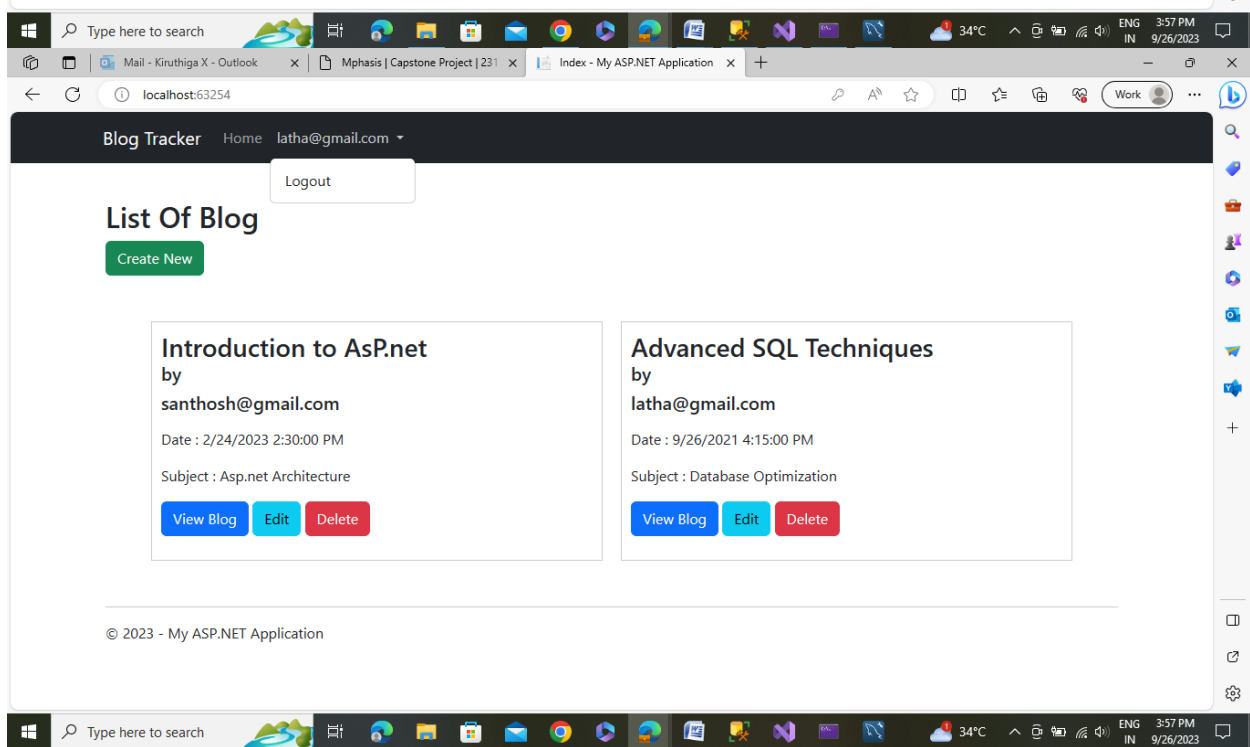 Type here to search
34°C
ENG
IN
3:57 PM
9/26/2023
Mail - Kiruthiga X - Outlook
Mphasis | Capstone Project | 231
Index - My ASP.NET Application
localhost:63254
Work
Blog Tracker Home latha@gmail.com
Logout
List Of Blog
Create New
Introduction to AsP.net
by
santhosh@gmail.com
Date : 2/24/2023 2:30:00 PM
Subject : Asp.net Architecture
View Blog Edit Delete
Advanced SQL Techniques
by
latha@gmail.com
Date : 9/26/2021 4:15:00 PM
Subject : Database Optimization
View Blog Edit Delete
© 2023 - My ASP.NET Application
Type here to search
34°C
ENG
IN
3:57 PM
9/26/2023